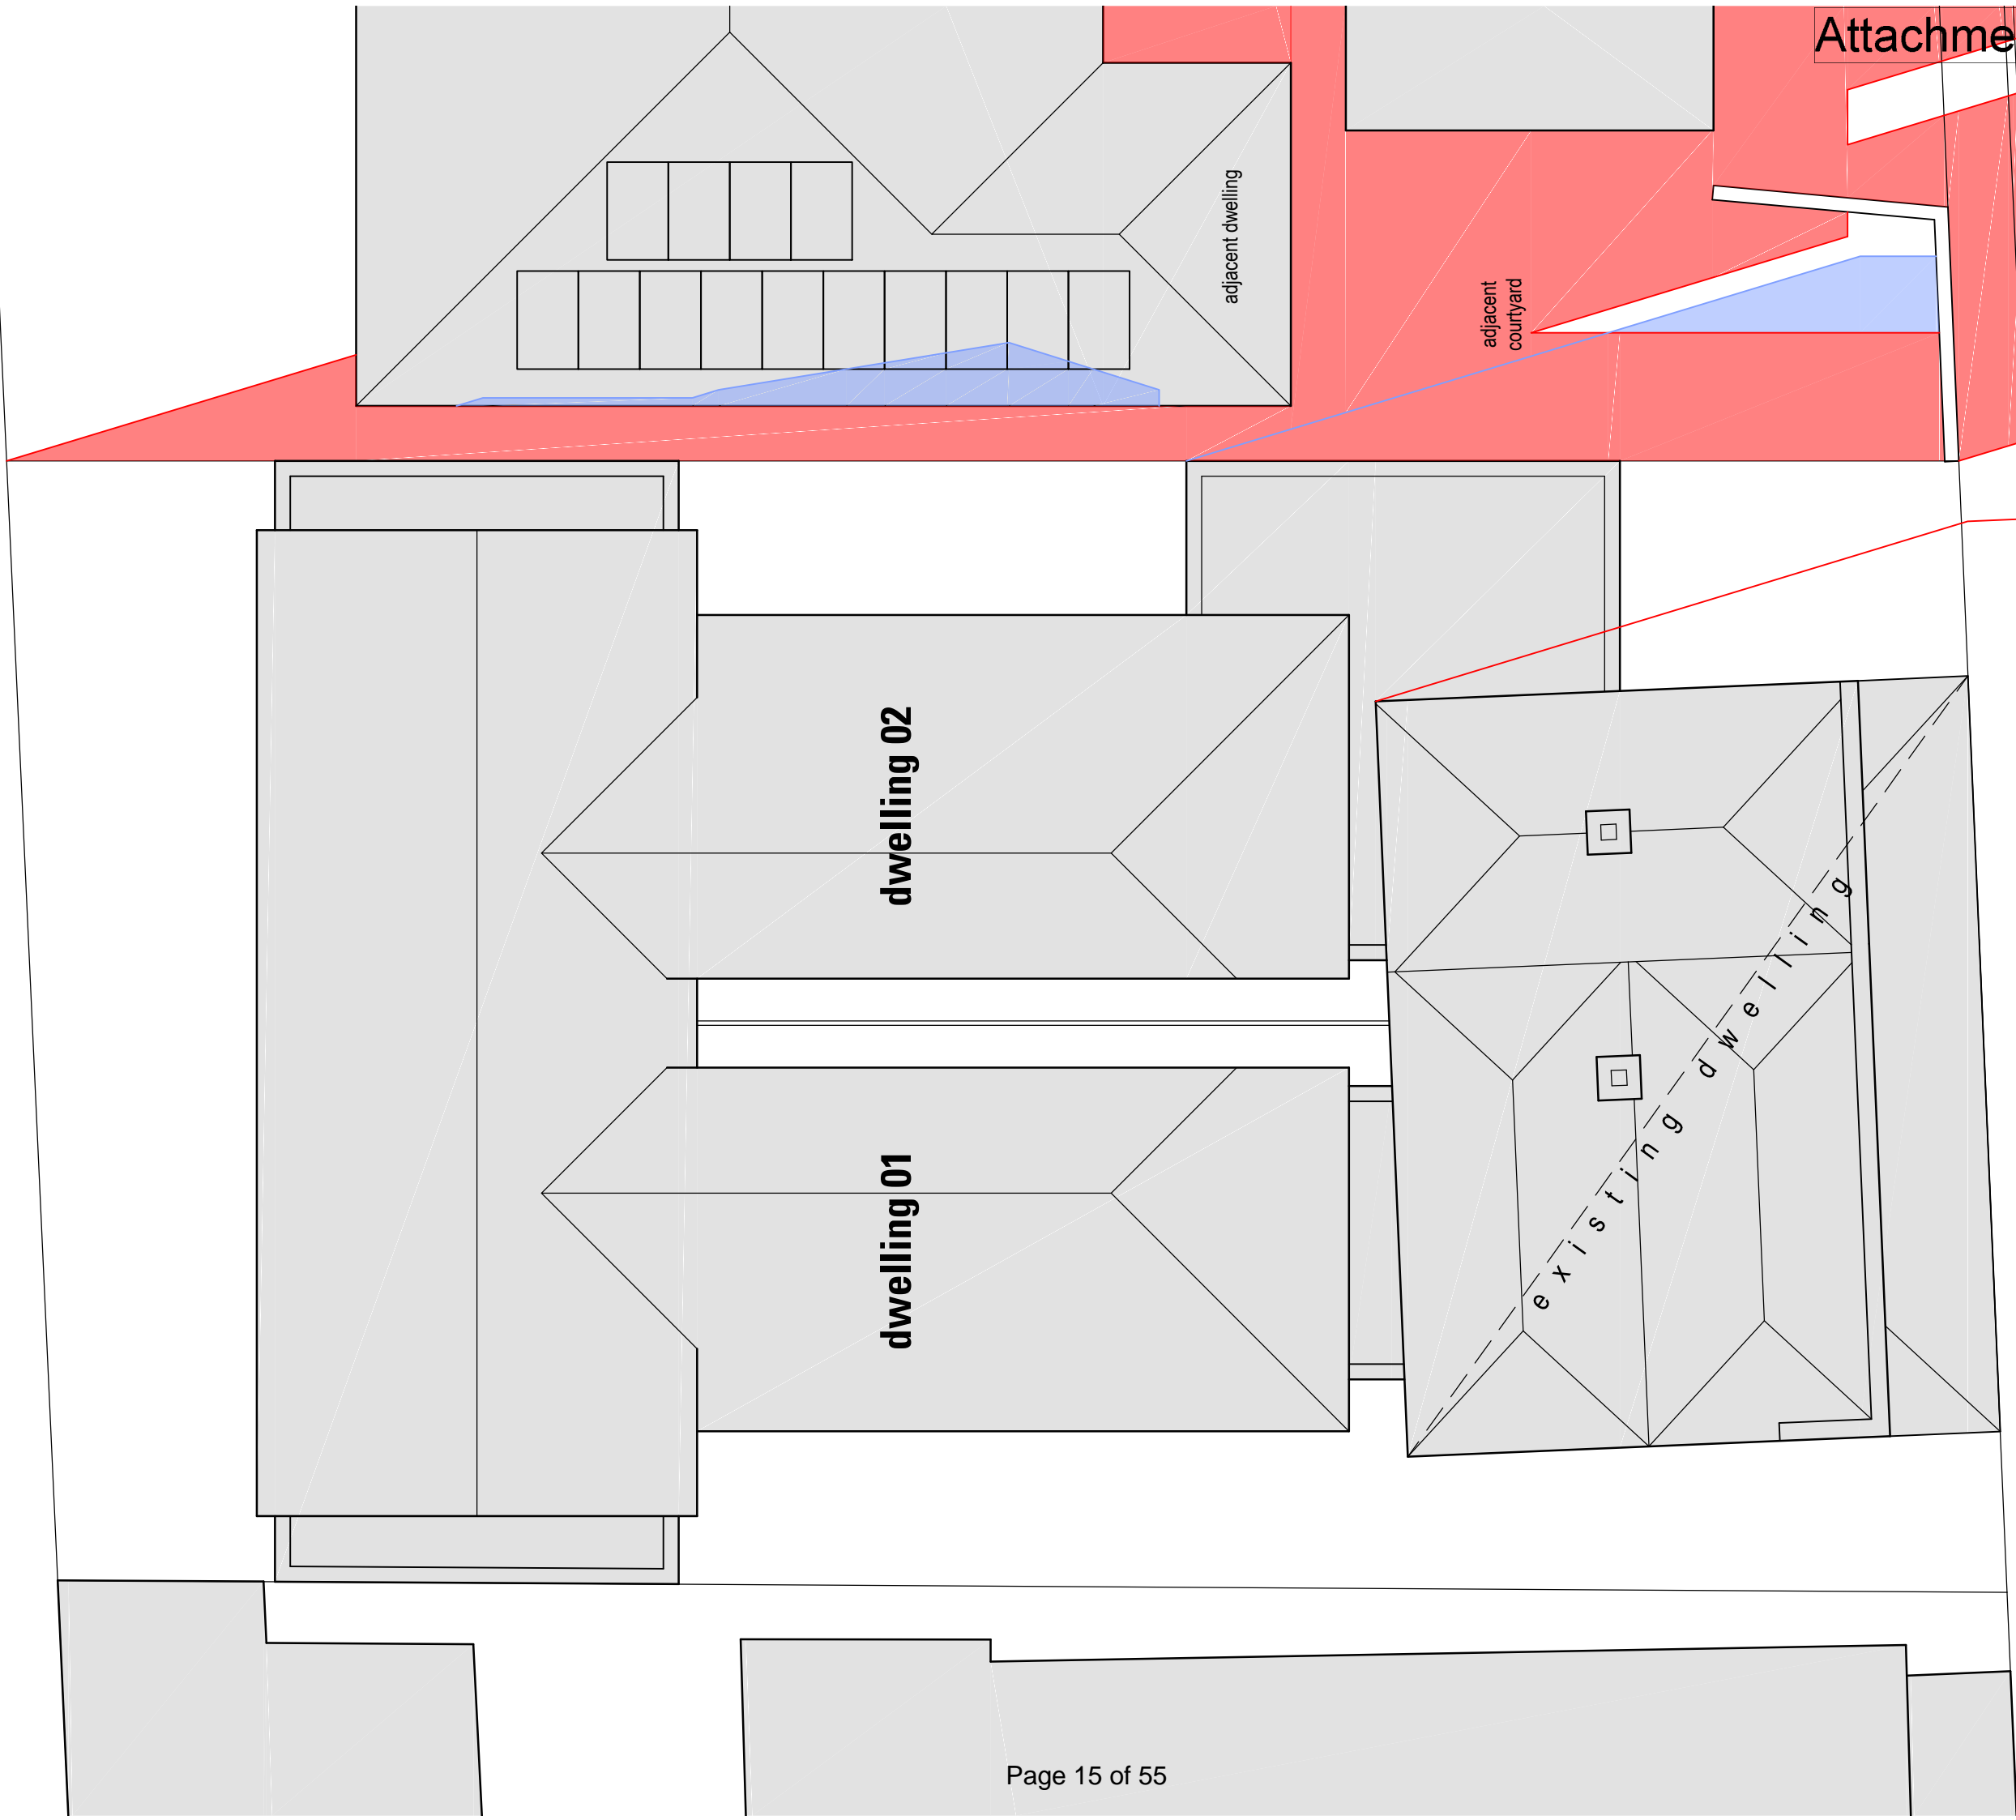 Attachme
adjacent dwelling
adjacent
courtyard
dwelling 02
existing dwelling
dwelling 01
Page 15 of 55